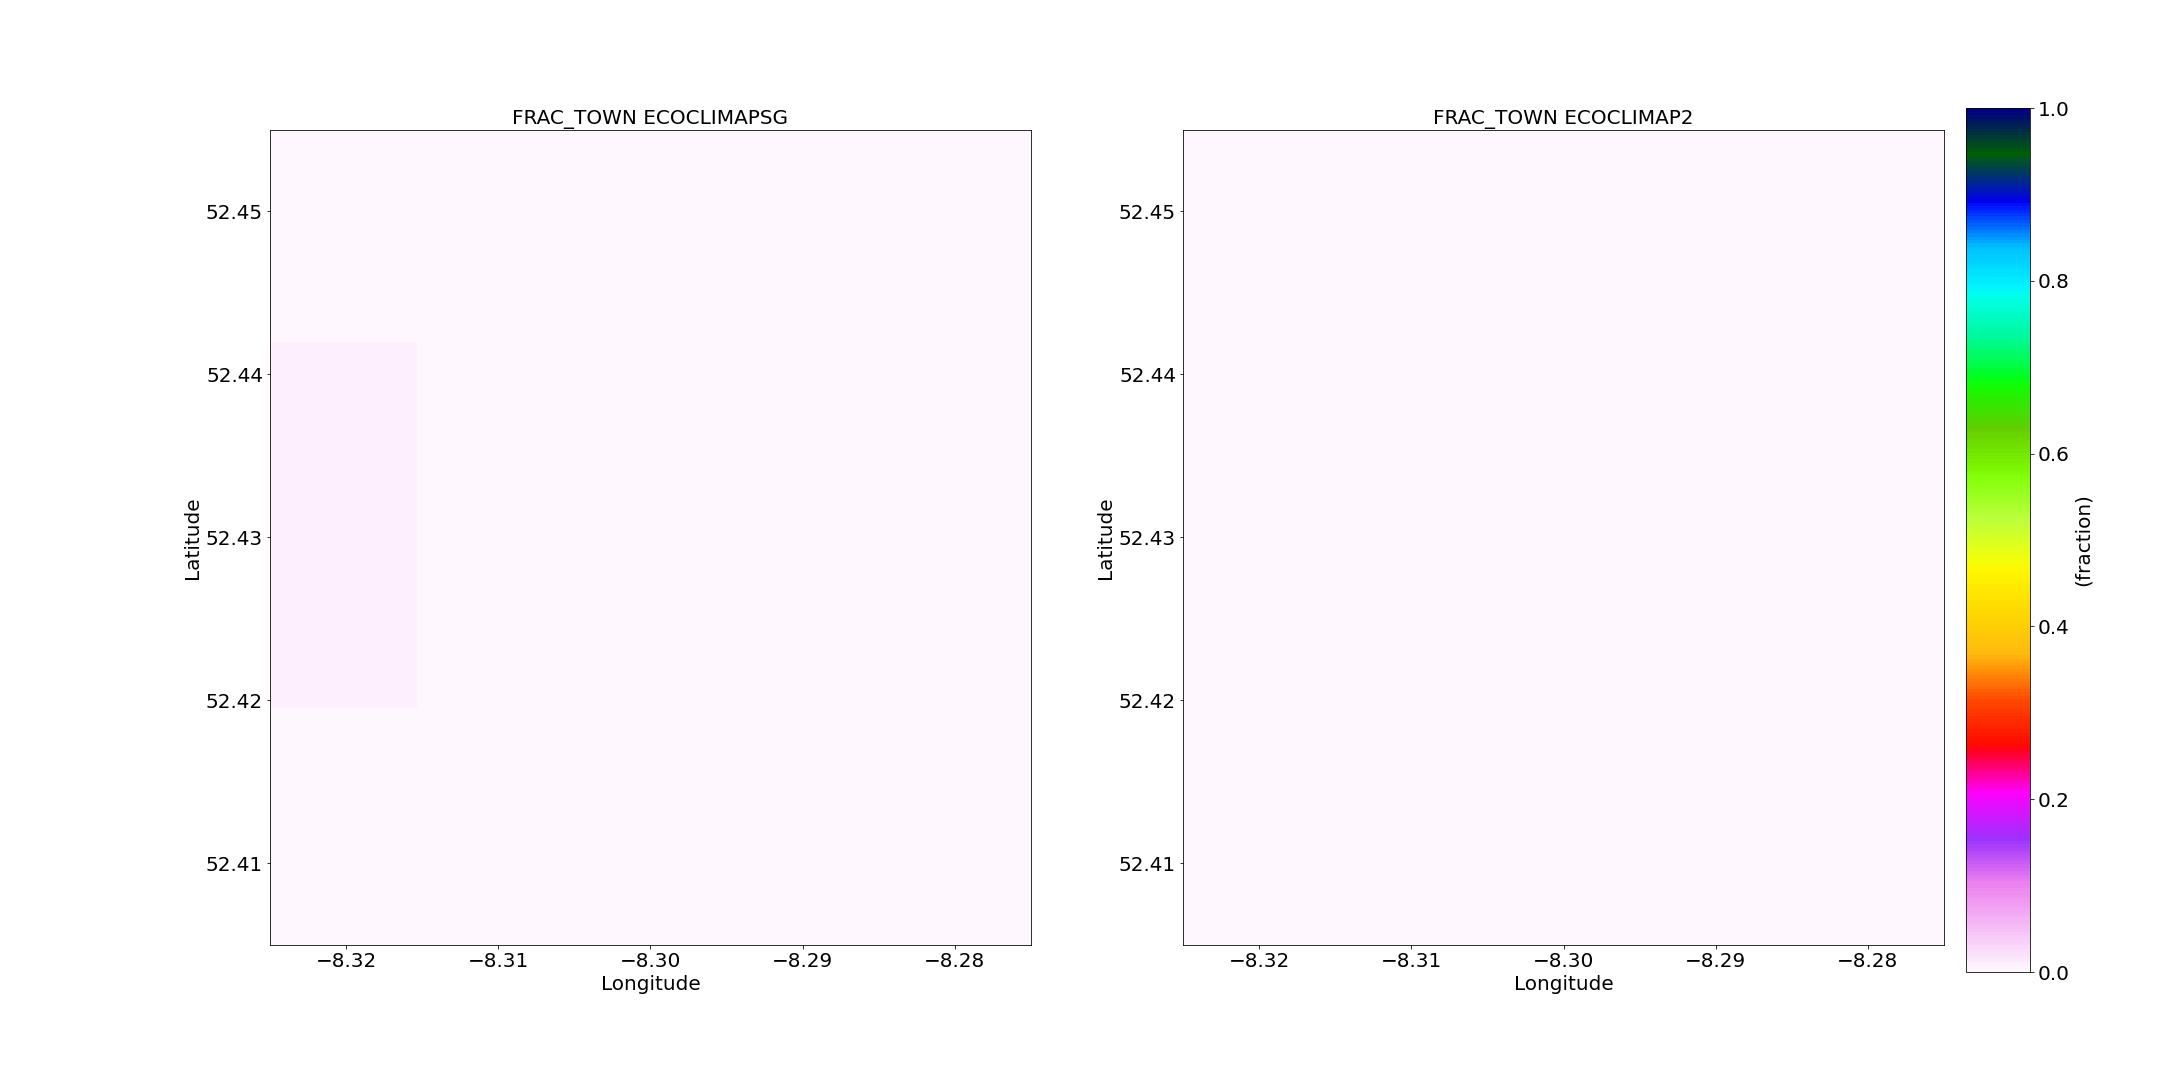 FRAC_TOWN ECOCLIMAPSG
52.45
52.44
52.43
52.42
52.41
Latitude
−8.32 −8.31 −8.30 −8.29 −8.28
Longitude
FRAC_TOWN ECOCLIMAP2
52.45
52.44
52.43
52.42
52.41
Latitude
−8.32 −8.31 −8.30 −8.29 −8.28
Longitude
1.0
0.8
0.6
0.4
0.2
0.0
(fraction)